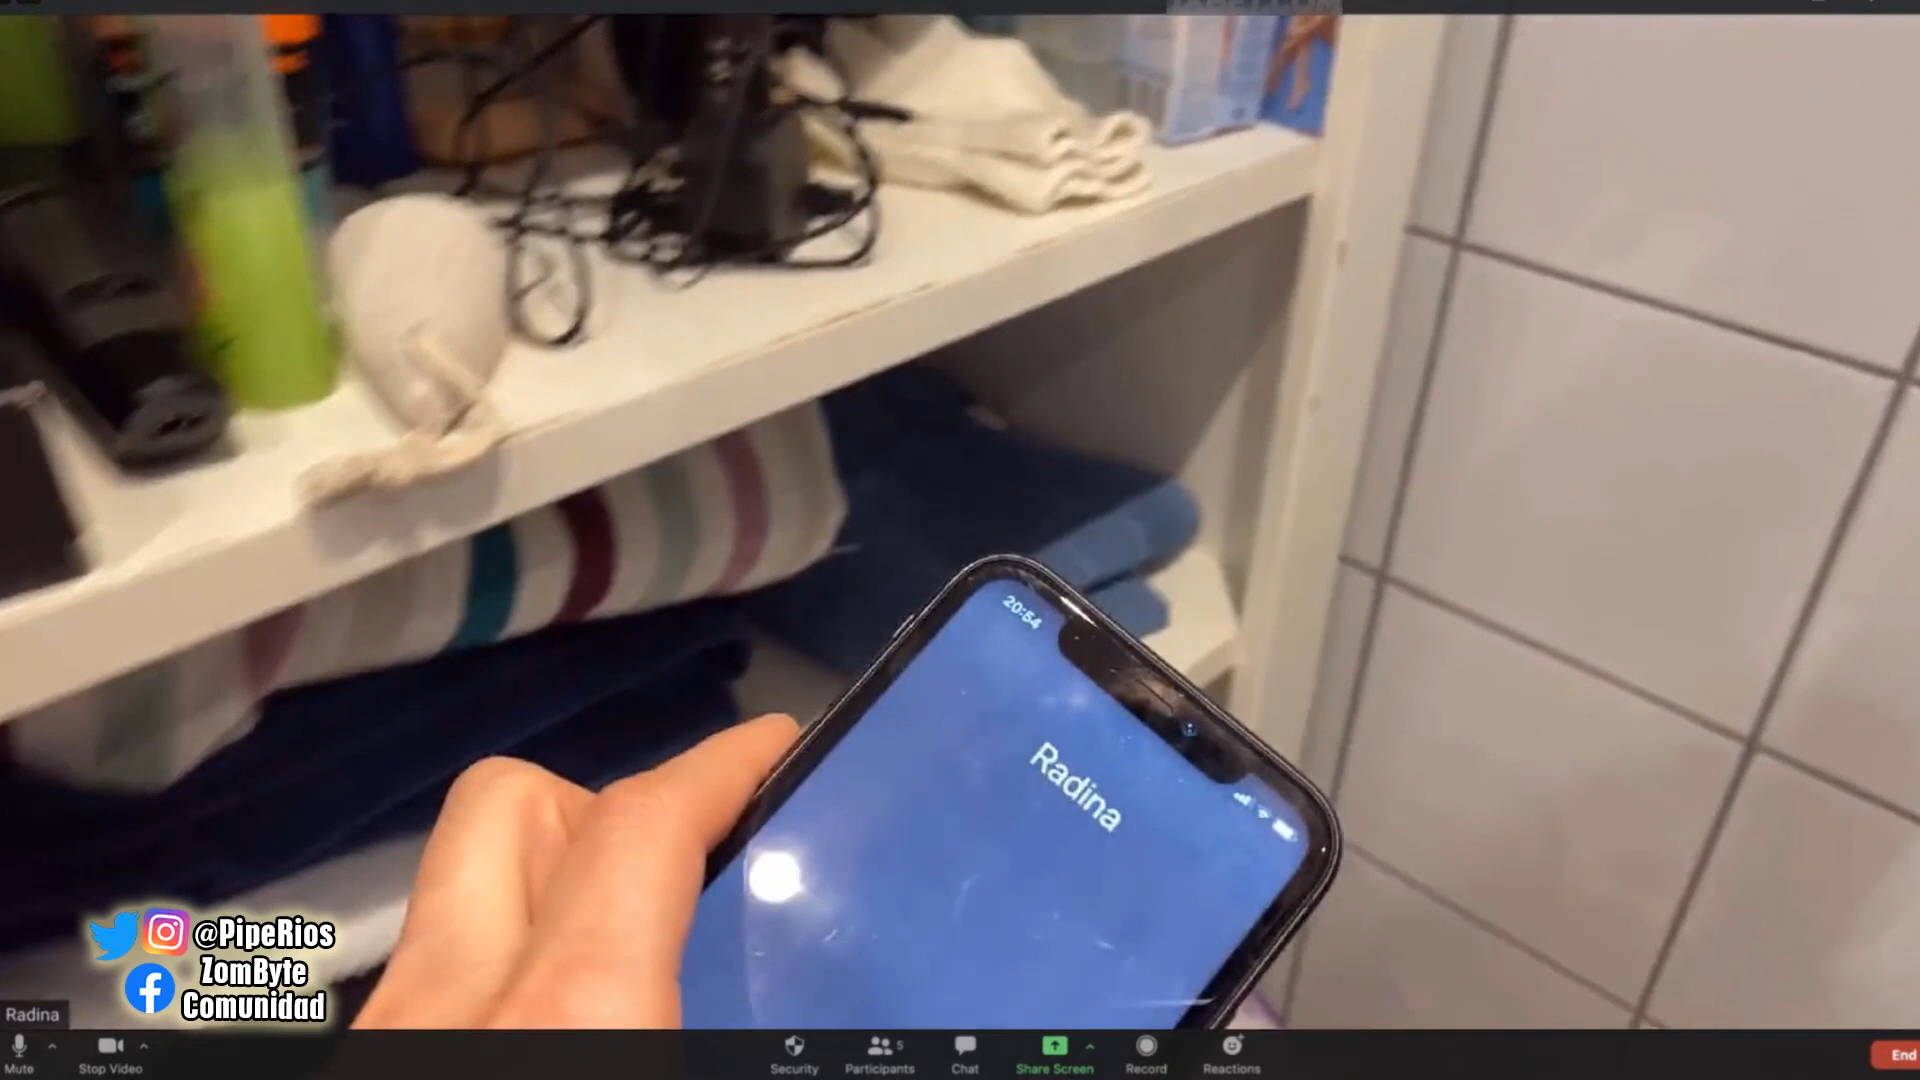 20:54
Radina
@PipeRios
ZomByte
Comunidad
Radina
Mute
Stop Video
Security
Participants
5
Chat
Share Screen
Record
Reactions
End